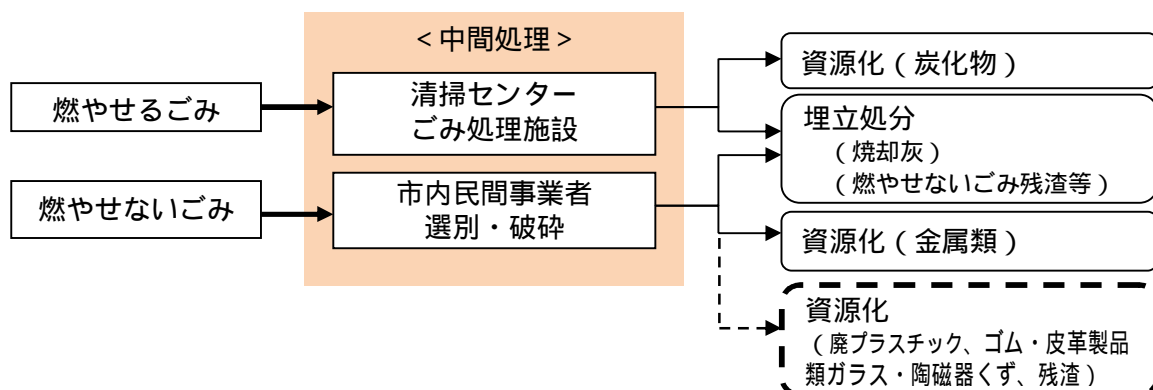 ＜中間処理＞
燃やせるごみ
清掃センター
ごみ処理施設
資源化（炭化物）
埋立処分
（焼却灰）
（燃やせないごみ残渣等）
燃やせないごみ
市内民間事業者
選別・破砕
資源化（金属類）
資源化
（廃プラスチック、ゴム・皮革製品
類ガラス・陶磁器くず、残渣）